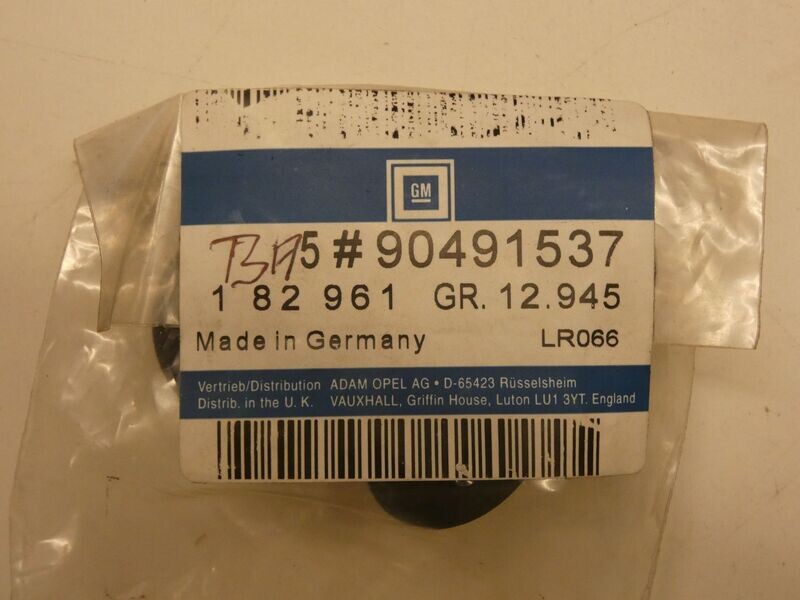 GM
TBA5#90491537
1 82 961 GR. 12.945
Made in Germany LR066
Vertrieb/Distribution ADAM OPEL AG • D-65423 Rüsselsheim
Distrib. in the U. K. VAUXHALL, Griffin House, Luton LU1 3YT. England